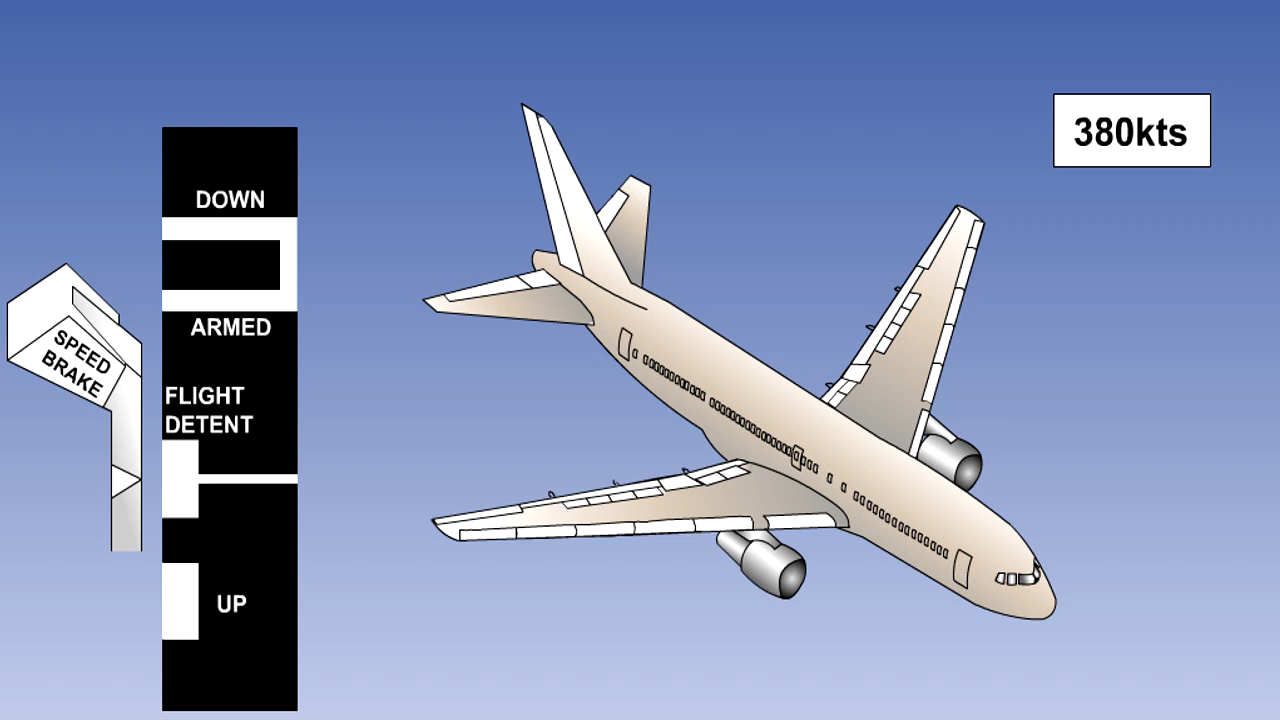 380kts
DOWN
ARMED
SPEED
BRAKE
FLIGHT
DETENT
UP